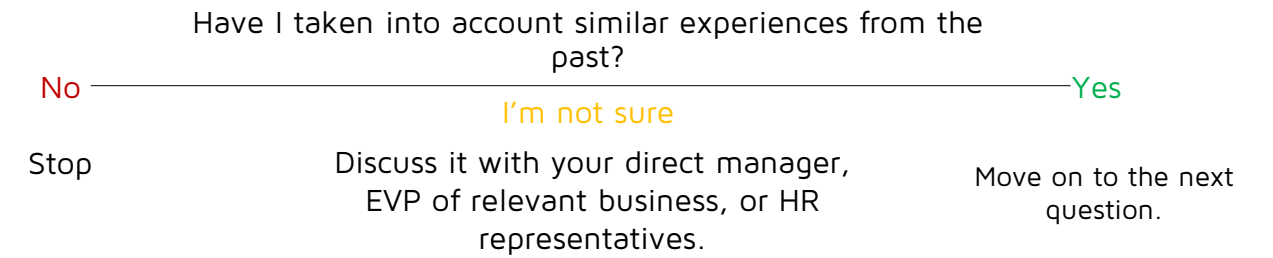 Have I taken into account similar experiences from the
past?
No
Yes
I'm not sure
Stop
Discuss it with your direct manager,
EVP of relevant business, or HR
representatives.
Move on to the next
question.